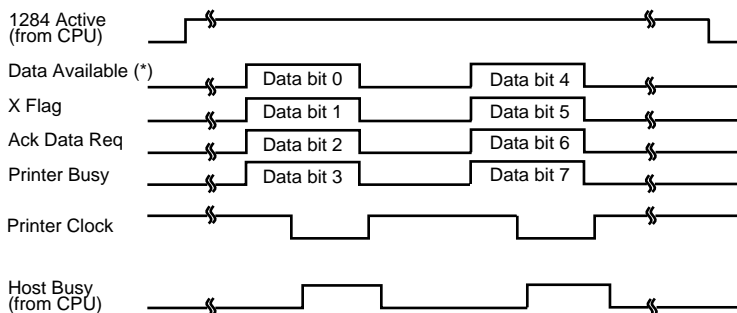 1284 Active
(from CPU)
Data Available (*)
Data bit 0
Data bit 4
X Flag
Data bit 1
Data bit 5
Ack Data Req
Data bit 2
Data bit 6
Printer Busy
Data bit 3
Data bit 7
Printer Clock
Host Busy
(from CPU)